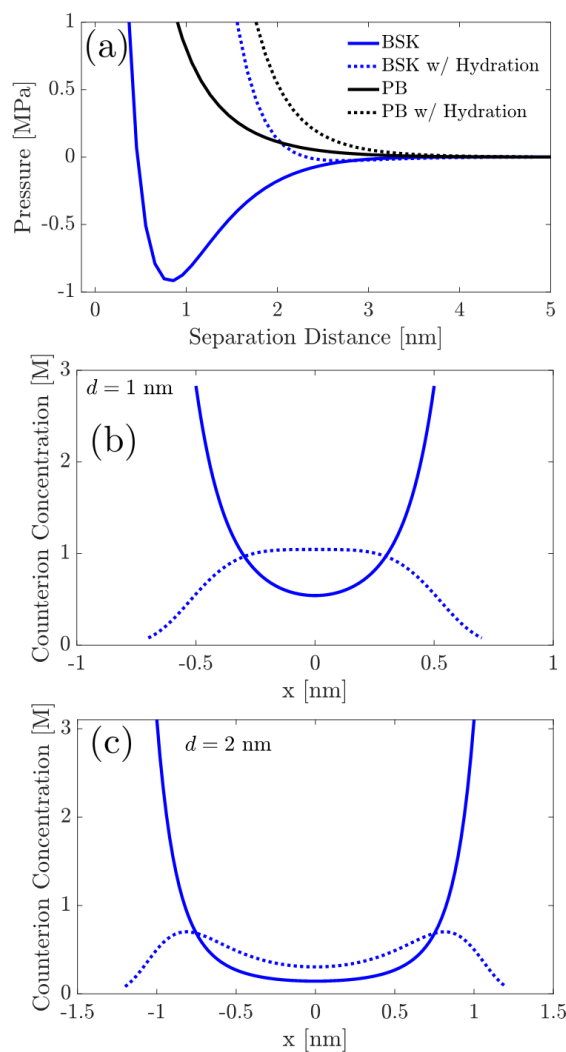 (a)
BSK
BSK w/ Hydration
PB
PB w/ Hydration
Pressure [MPa]
1
0.5
0
-0.5
-1
0 1 2 3 4 5
Separation Distance [nm]
d = 1 nm
(b)
Counterion Concentration [M]
3
2
1
0
-1 -0.5 0 0.5 1
x [nm]
(c)
d = 2 nm
Counterion Concentration [M]
3
2
1
0
-1.5 -1 -0.5 0 0.5 1 1.5
x [nm]